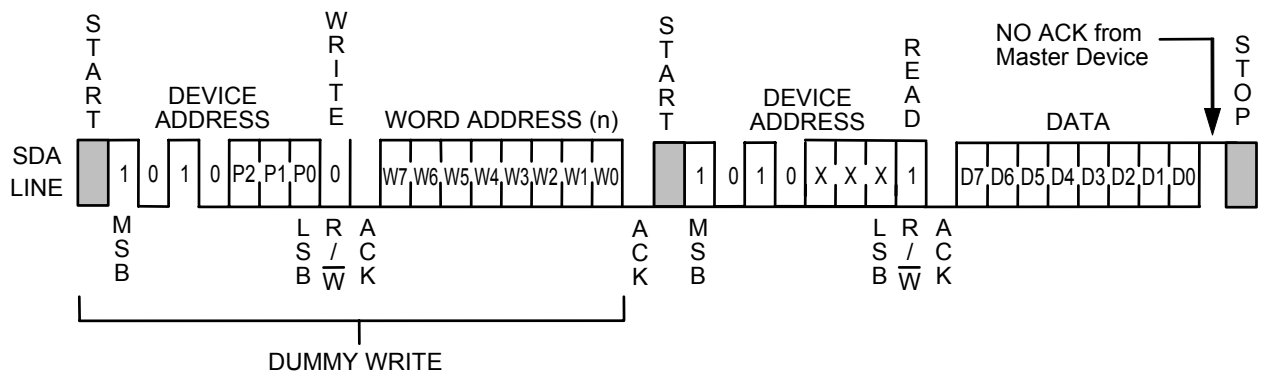 START
WRITE
START
READ
NO ACK from
Master Device
STOP
DEVICE
ADDRESS
WORD ADDRESS (n)
DEVICE
ADDRESS
DATA
SDA
LINE
1 0 1 0 P2 P1 P0 0 W7 W6 W5 W4 W3 W2 W1 W0 1 0 1 0 X X X 1 D7 D6 D5 D4 D3 D2 D1 D0
MSB
LSB
R/W
ACK
ACK
MSB
LSB
R/W
ACK
DUMMY WRITE